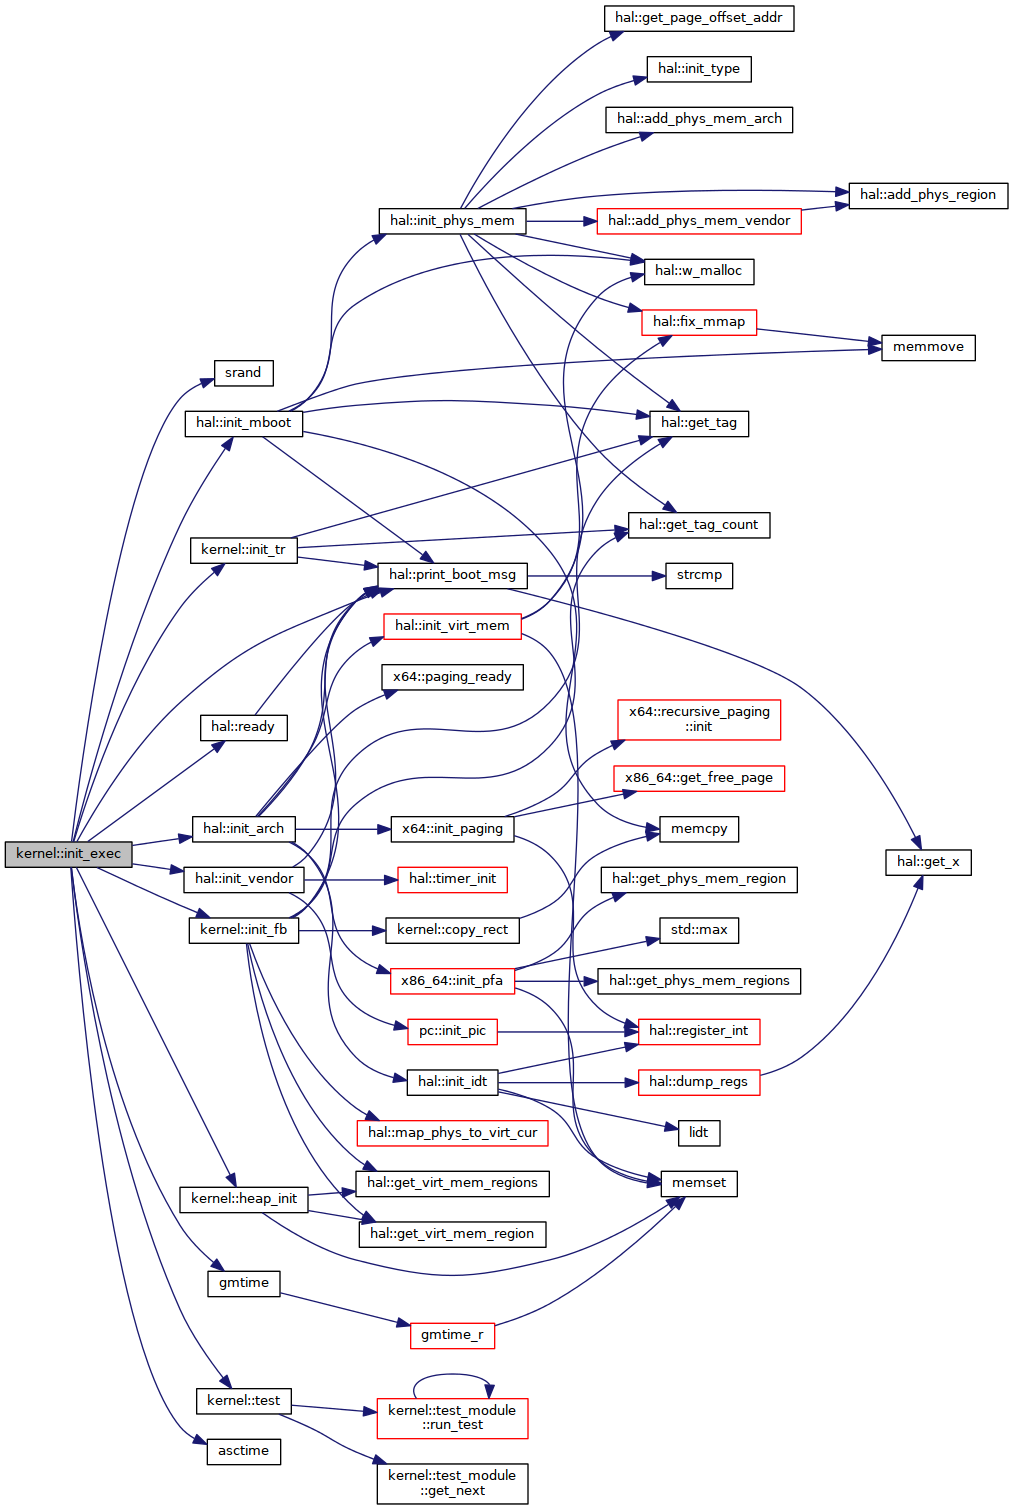 hal::get_page_offset_addr
hal::init_type
hal::add_phys_mem_arch
hal::add_phys_region
hal::init_phys_mem
hal::add_phys_mem_vendor
hal::w_malloc
hal::fix_mmap
memmove
srand
hal::init_mboot
hal::get_tag
hal::get_tag_count
kernel::init_tr
hal::print_boot_msg
strcmp
hal::init_virt_mem
x64::paging_ready
x64::recursive_paging
::init
hal::ready
x86_64::get_free_page
hal::init_arch
x64::init_paging
memcpy
kernel::init_exec
hal::get_x
hal::init_vendor
hal::timer_init
hal::get_phys_mem_region
kernel::init_fb
kernel::copy_rect
std::max
x86_64::init_pfa
hal::get_phys_mem_regions
pc::init_pic
hal::register_int
hal::init_idt
hal::dump_regs
hal::map_phys_to_virt_cur
lidt
hal::get_virt_mem_regions
memset
kernel::heap_init
hal::get_virt_mem_region
gmtime
gmtime_r
kernel::test
kernel::test_module
::run_test
asctime
kernel::test_module
::get_next